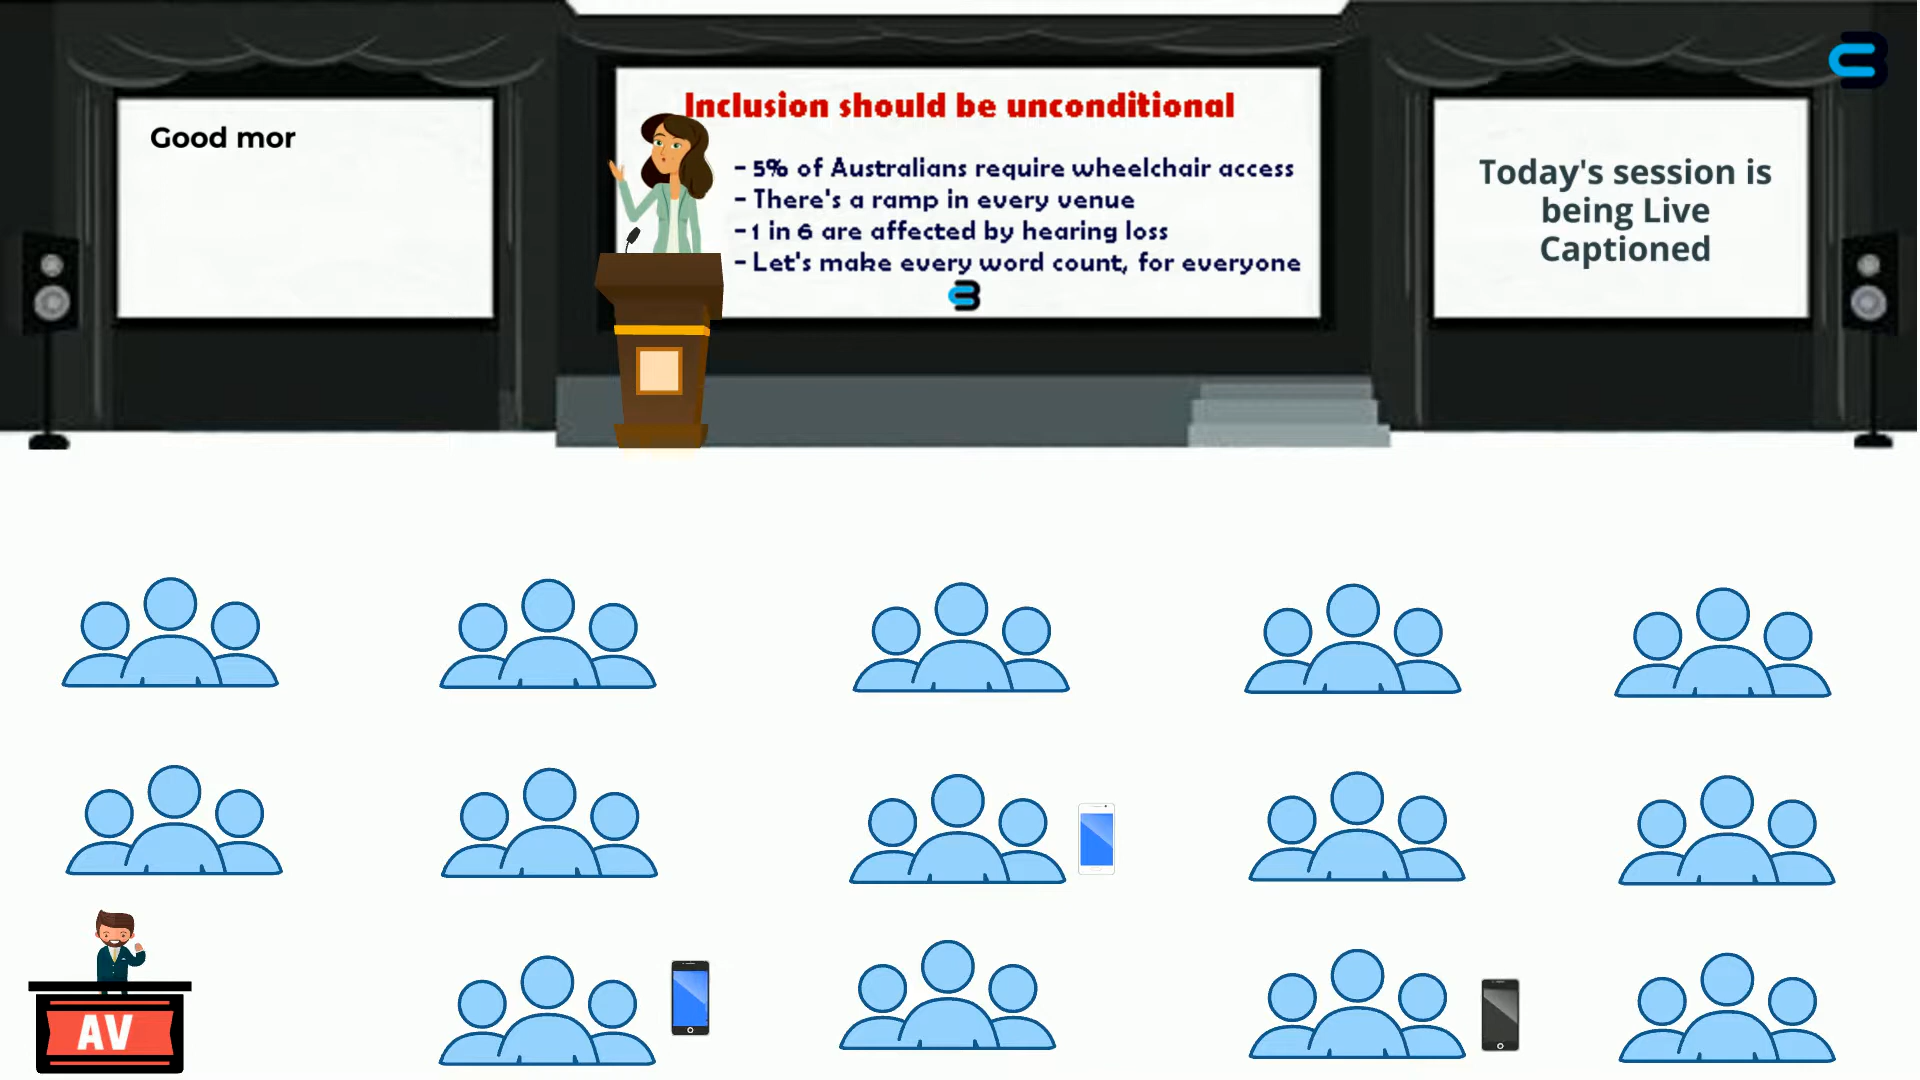 Good mor
Inclusion should be unconditional
- 5% of Australians require wheelchair access
- There's a ramp in every venue
- 1 in 6 are affected by hearing loss
- Let's make every word count, for everyone
Today's session is
being Live
Captioned
AV